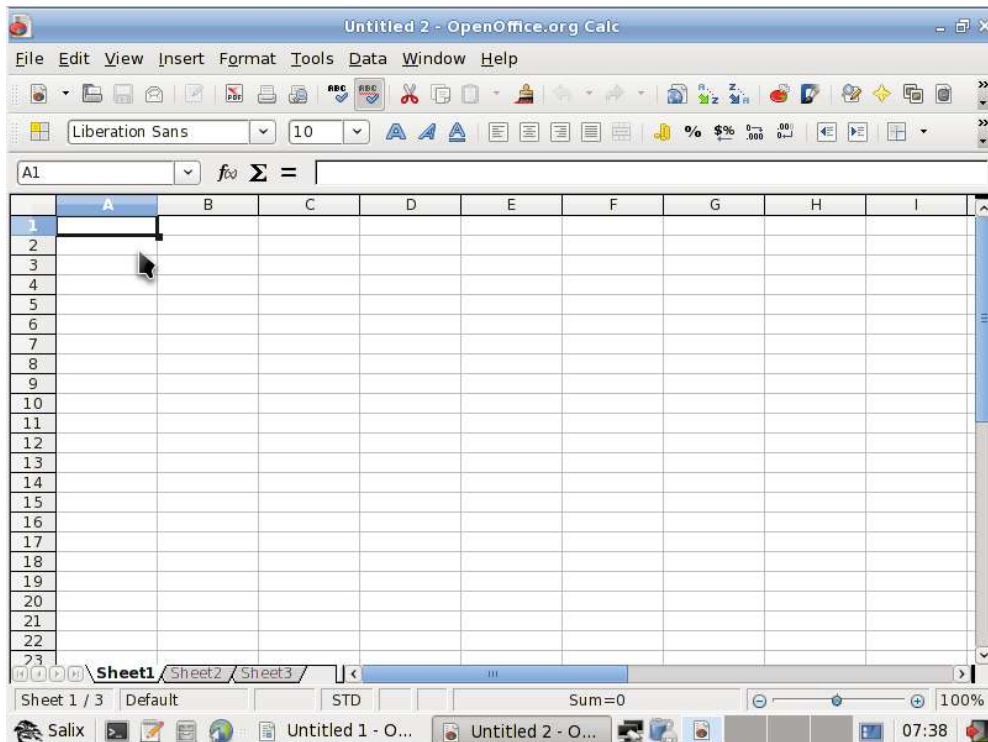 Untitled 2 - OpenOffice.org Calc
File Edit View Insert Format Tools Data Window Help
Liberation Sans 10
A1
A B C D E F G H I
1
2
3
4
5
6
7
8
9
10
11
12
13
14
15
16
17
18
19
20
21
22
23
Sheet1 Sheet2 Sheet3
Sheet 1 / 3 Default STD Sum=0 100%
Salix Untitled 1 - O... Untitled 2 - O... 07:38